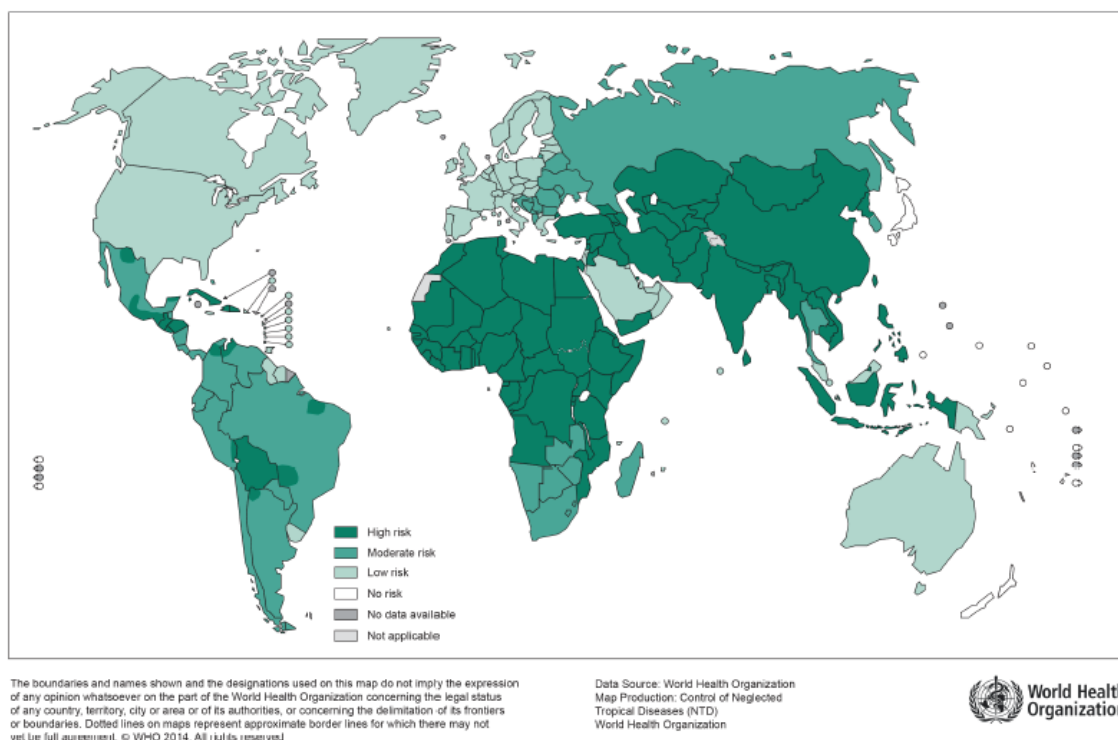 High risk
Moderate risk
Low risk
No risk
No data available
Not applicable
The boundaries and names shown and the designations used on this map do not imply the expression
of any opinion whatsoever on the part of the World Health Organization concerning the legal status
of any country, territory, city or area or of its authorities, or concerning the delimitation of its frontiers
or boundaries. Dotted lines on maps represent approximate border lines for which there may not
yet be full agreement. © WHO 2014. All rights reserved
Data Source: World Health Organization
Map Production: Control of Neglected
Tropical Diseases (NTD)
World Health Organization
World Health
Organization